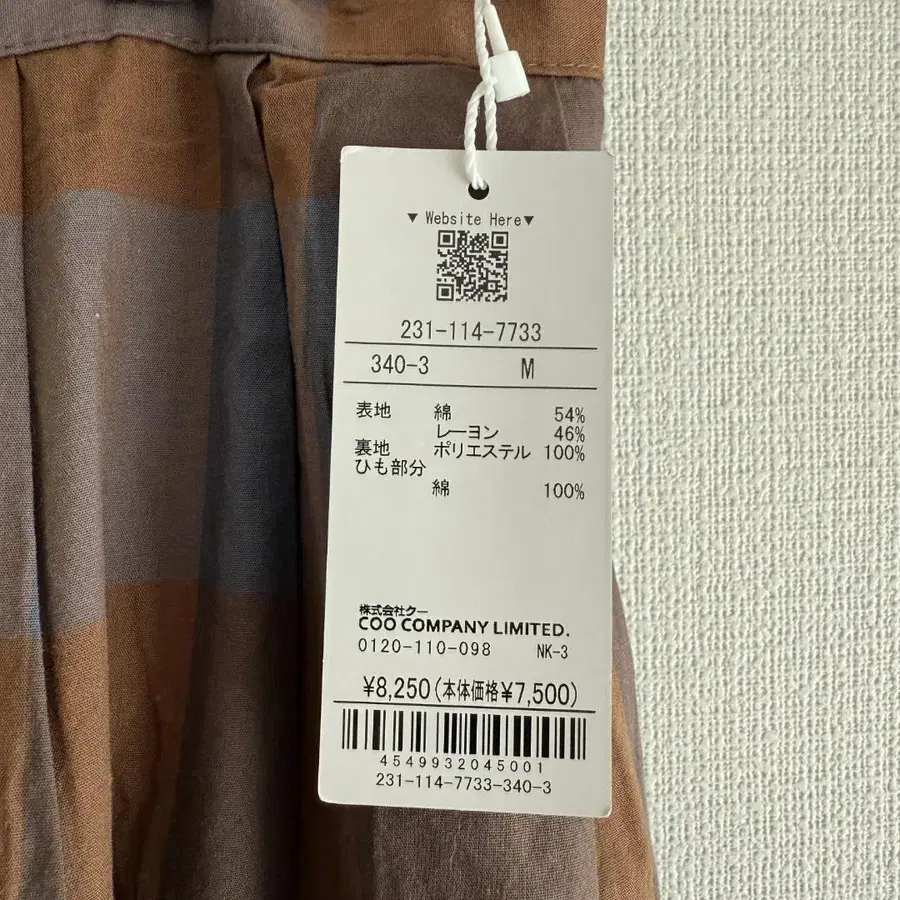 ▼ Website Here▼
231-114-7733
340-3 M
表地 綿 54%
レーヨン 46%
裏地 ポリエステル 100%
ひも部分
綿 100%
株式会社クー
COO COMPANY LIMITED.
0120-110-098 NK-3
¥8,250(本体価格¥7,500)
4549932045001
231-114-7733-340-3